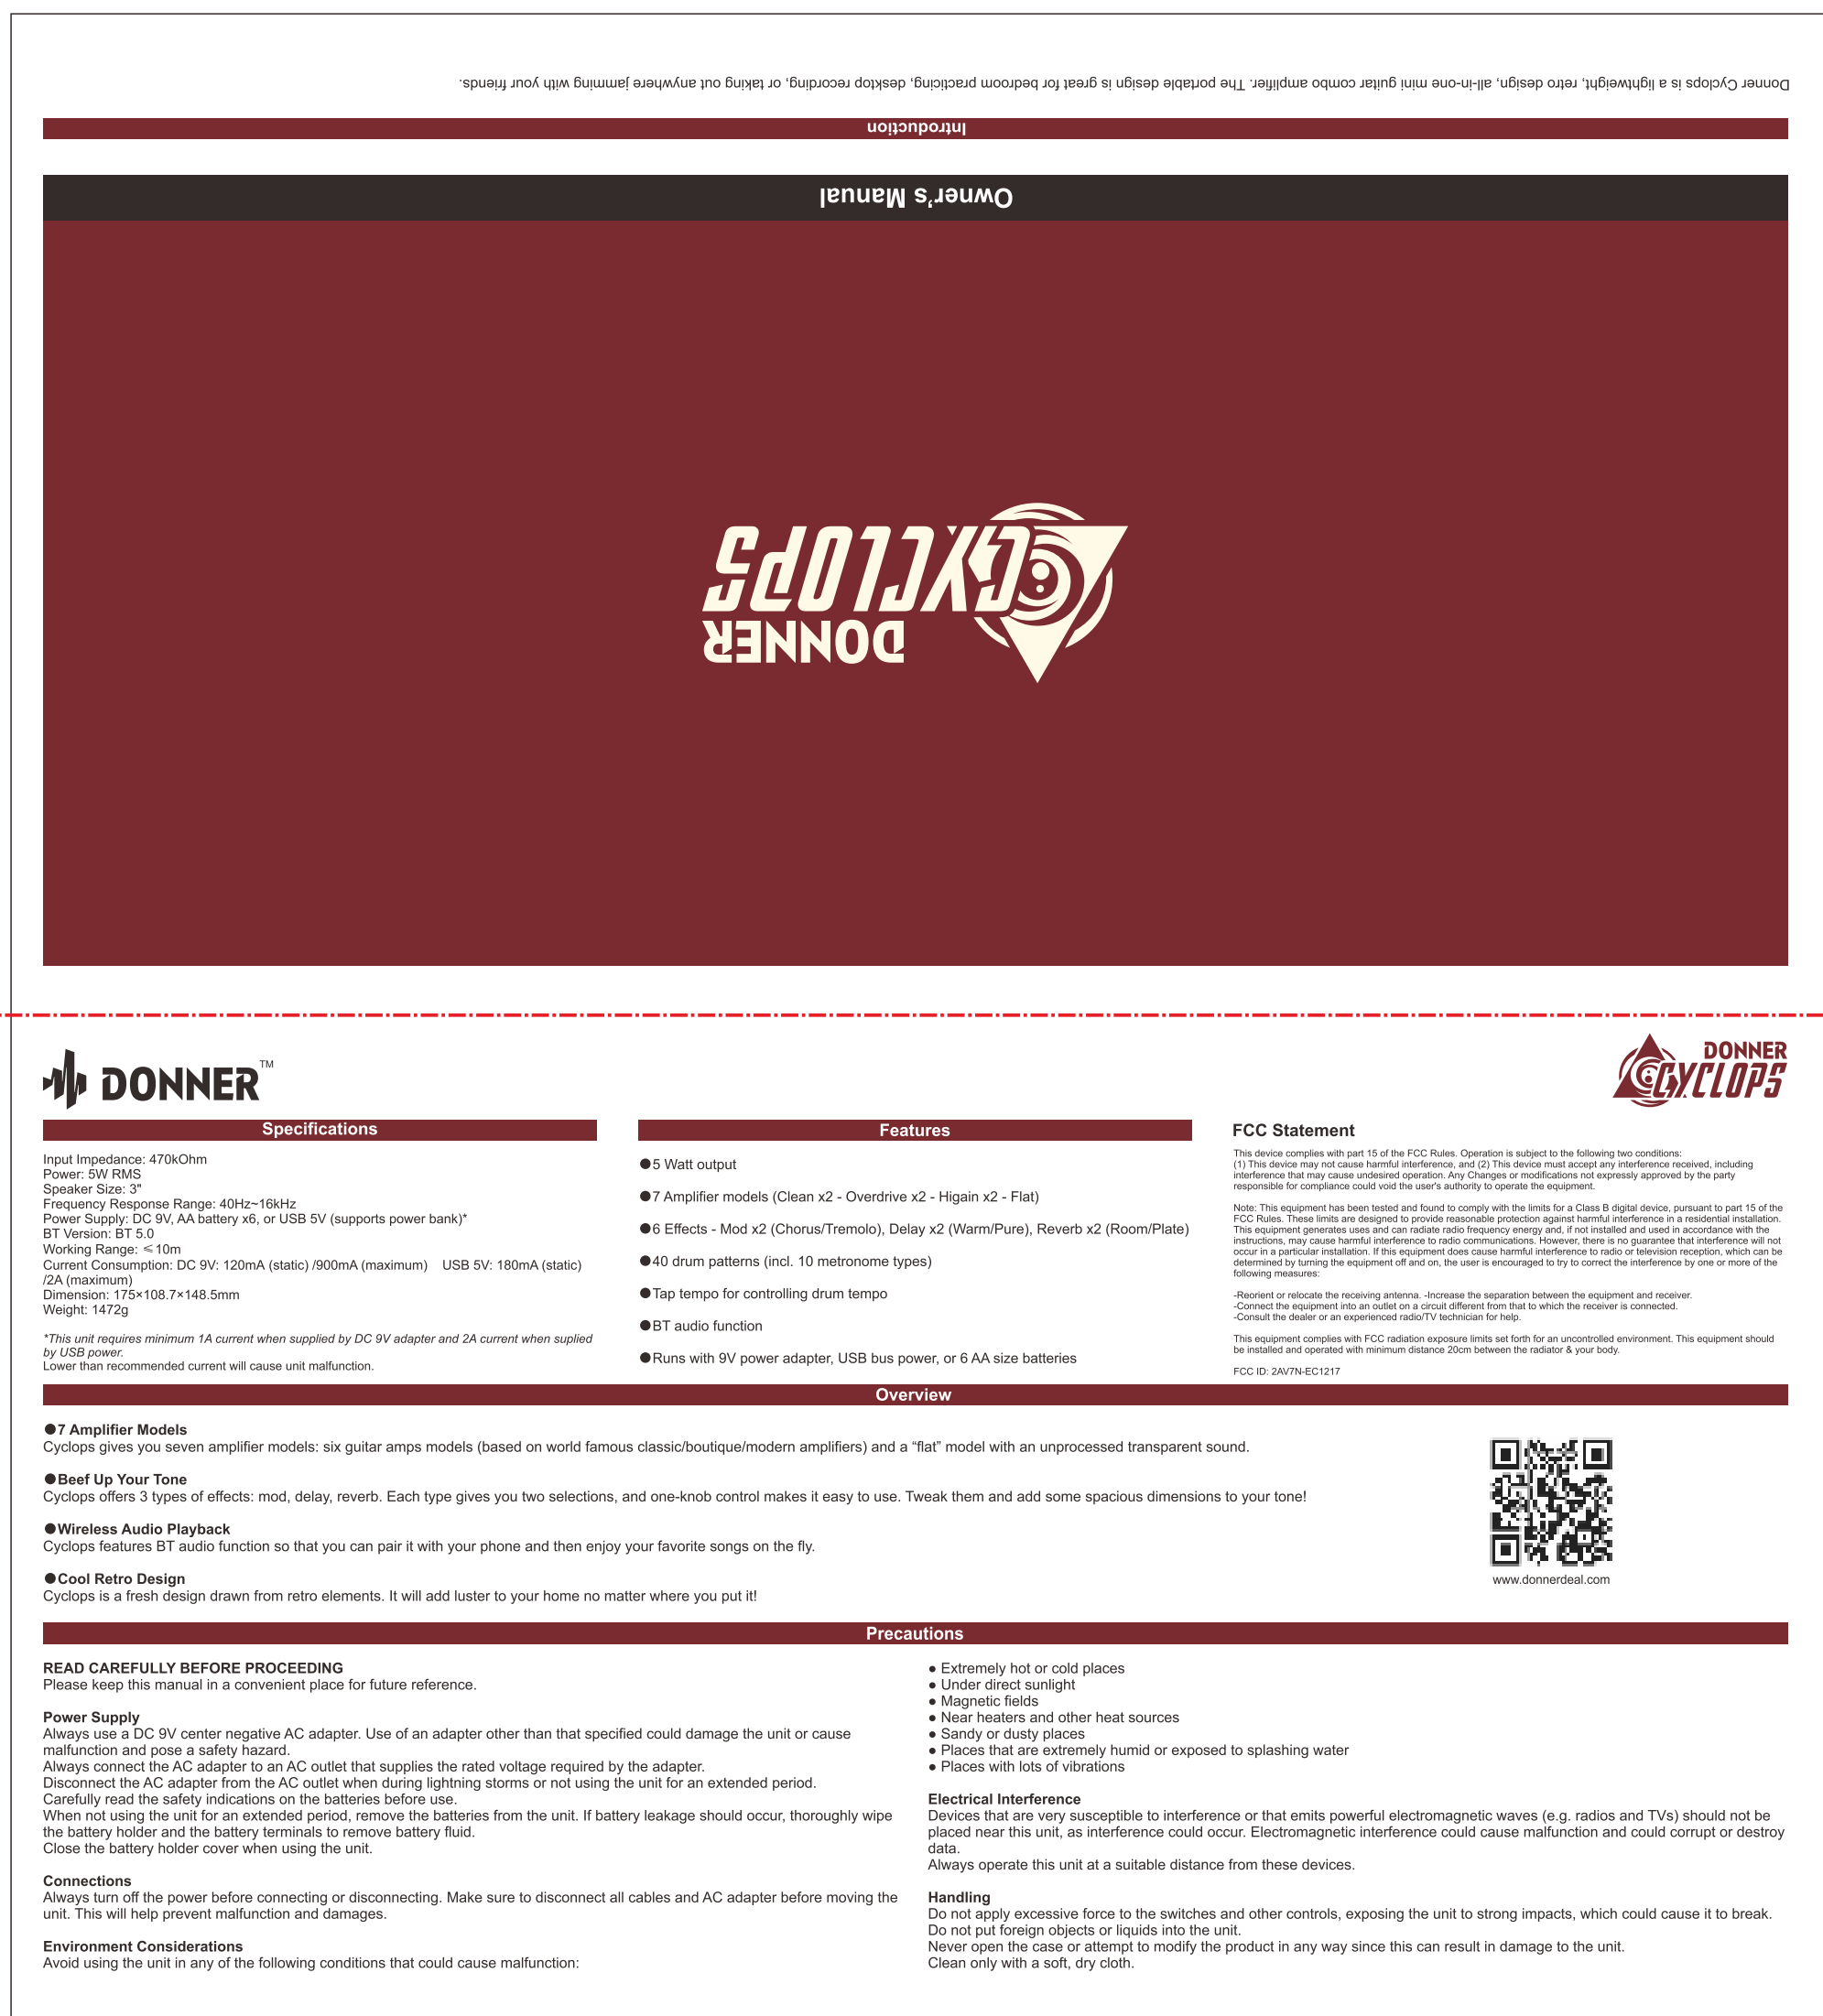 Donner Cyclops is a lightweight, retro design, all-in-one mini guitar combo amplifier. The portable design is great for bedroom practicing, desktop recording, or taking out anywhere jamming with your friends.
Introduction
Owner's Manual
DONNER
CYCLOPS
DONNER™
DONNER
CYCLOPS
Specifications
Input Impedance: 470kOhm
Power: 5W RMS
Speaker Size: 3"
Frequency Response Range: 40Hz~16kHz
Power Supply: DC 9V, AA battery x6, or USB 5V (supports power bank)*
BT Version: BT 5.0
Working Range: ≤10m
Current Consumption: DC 9V: 120mA (static) /900mA (maximum) USB 5V: 180mA (static)
/2A (maximum)
Dimension: 175×108.7×148.5mm
Weight: 1472g
*This unit requires minimum 1A current when supplied by DC 9V adapter and 2A current when suplied
by USB power.
Lower than recommended current will cause unit malfunction.
Features
●5 Watt output
●7 Amplifier models (Clean x2 - Overdrive x2 - Higain x2 - Flat)
●6 Effects - Mod x2 (Chorus/Tremolo), Delay x2 (Warm/Pure), Reverb x2 (Room/Plate)
●40 drum patterns (incl. 10 metronome types)
●Tap tempo for controlling drum tempo
●BT audio function
●Runs with 9V power adapter, USB bus power, or 6 AA size batteries
FCC Statement
This device complies with part 15 of the FCC Rules. Operation is subject to the following two conditions:
(1) This device may not cause harmful interference, and (2) This device must accept any interference received, including
interference that may cause undesired operation. Any Changes or modifications not expressly approved by the party
responsible for compliance could void the user's authority to operate the equipment.
Note: This equipment has been tested and found to comply with the limits for a Class B digital device, pursuant to part 15 of the
FCC Rules. These limits are designed to provide reasonable protection against harmful interference in a residential installation.
This equipment generates uses and can radiate radio frequency energy and, if not installed and used in accordance with the
instructions, may cause harmful interference to radio communications. However, there is no guarantee that interference will not
occur in a particular installation. If this equipment does cause harmful interference to radio or television reception, which can be
determined by turning the equipment off and on, the user is encouraged to try to correct the interference by one or more of the
following measures:
-Reorient or relocate the receiving antenna. -Increase the separation between the equipment and receiver.
-Connect the equipment into an outlet on a circuit different from that to which the receiver is connected.
-Consult the dealer or an experienced radio/TV technician for help.
This equipment complies with FCC radiation exposure limits set forth for an uncontrolled environment. This equipment should
be installed and operated with minimum distance 20cm between the radiator & your body.
FCC ID: 2AV7N-EC1217
Overview
●7 Amplifier Models
Cyclops gives you seven amplifier models: six guitar amps models (based on world famous classic/boutique/modern amplifiers) and a “flat” model with an unprocessed transparent sound.
●Beef Up Your Tone
Cyclops offers 3 types of effects: mod, delay, reverb. Each type gives you two selections, and one-knob control makes it easy to use. Tweak them and add some spacious dimensions to your tone!
●Wireless Audio Playback
Cyclops features BT audio function so that you can pair it with your phone and then enjoy your favorite songs on the fly.
●Cool Retro Design
Cyclops is a fresh design drawn from retro elements. It will add luster to your home no matter where you put it!
www.donnerdeal.com
Precautions
READ CAREFULLY BEFORE PROCEEDING
Please keep this manual in a convenient place for future reference.
Power Supply
Always use a DC 9V center negative AC adapter. Use of an adapter other than that specified could damage the unit or cause
malfunction and pose a safety hazard.
Always connect the AC adapter to an AC outlet that supplies the rated voltage required by the adapter.
Disconnect the AC adapter from the AC outlet when during lightning storms or not using the unit for an extended period.
Carefully read the safety indications on the batteries before use.
When not using the unit for an extended period, remove the batteries from the unit. If battery leakage should occur, thoroughly wipe
the battery holder and the battery terminals to remove battery fluid.
Close the battery holder cover when using the unit.
Connections
Always turn off the power before connecting or disconnecting. Make sure to disconnect all cables and AC adapter before moving the
unit. This will help prevent malfunction and damages.
Environment Considerations
Avoid using the unit in any of the following conditions that could cause malfunction:
● Extremely hot or cold places
● Under direct sunlight
● Magnetic fields
● Near heaters and other heat sources
● Sandy or dusty places
● Places that are extremely humid or exposed to splashing water
● Places with lots of vibrations
Electrical Interference
Devices that are very susceptible to interference or that emits powerful electromagnetic waves (e.g. radios and TVs) should not be
placed near this unit, as interference could occur. Electromagnetic interference could cause malfunction and could corrupt or destroy
data.
Always operate this unit at a suitable distance from these devices.
Handling
Do not apply excessive force to the switches and other controls, exposing the unit to strong impacts, which could cause it to break.
Do not put foreign objects or liquids into the unit.
Never open the case or attempt to modify the product in any way since this can result in damage to the unit.
Clean only with a soft, dry cloth.